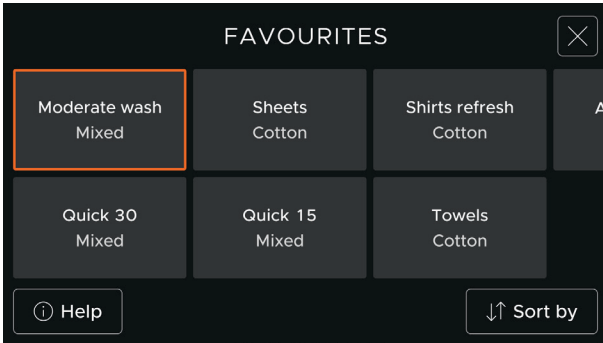 FAVOURITES
Moderate wash
Mixed
Sheets
Cotton
Shirts refresh
Cotton
Quick 30
Mixed
Quick 15
Mixed
Towels
Cotton
Help
Sort by